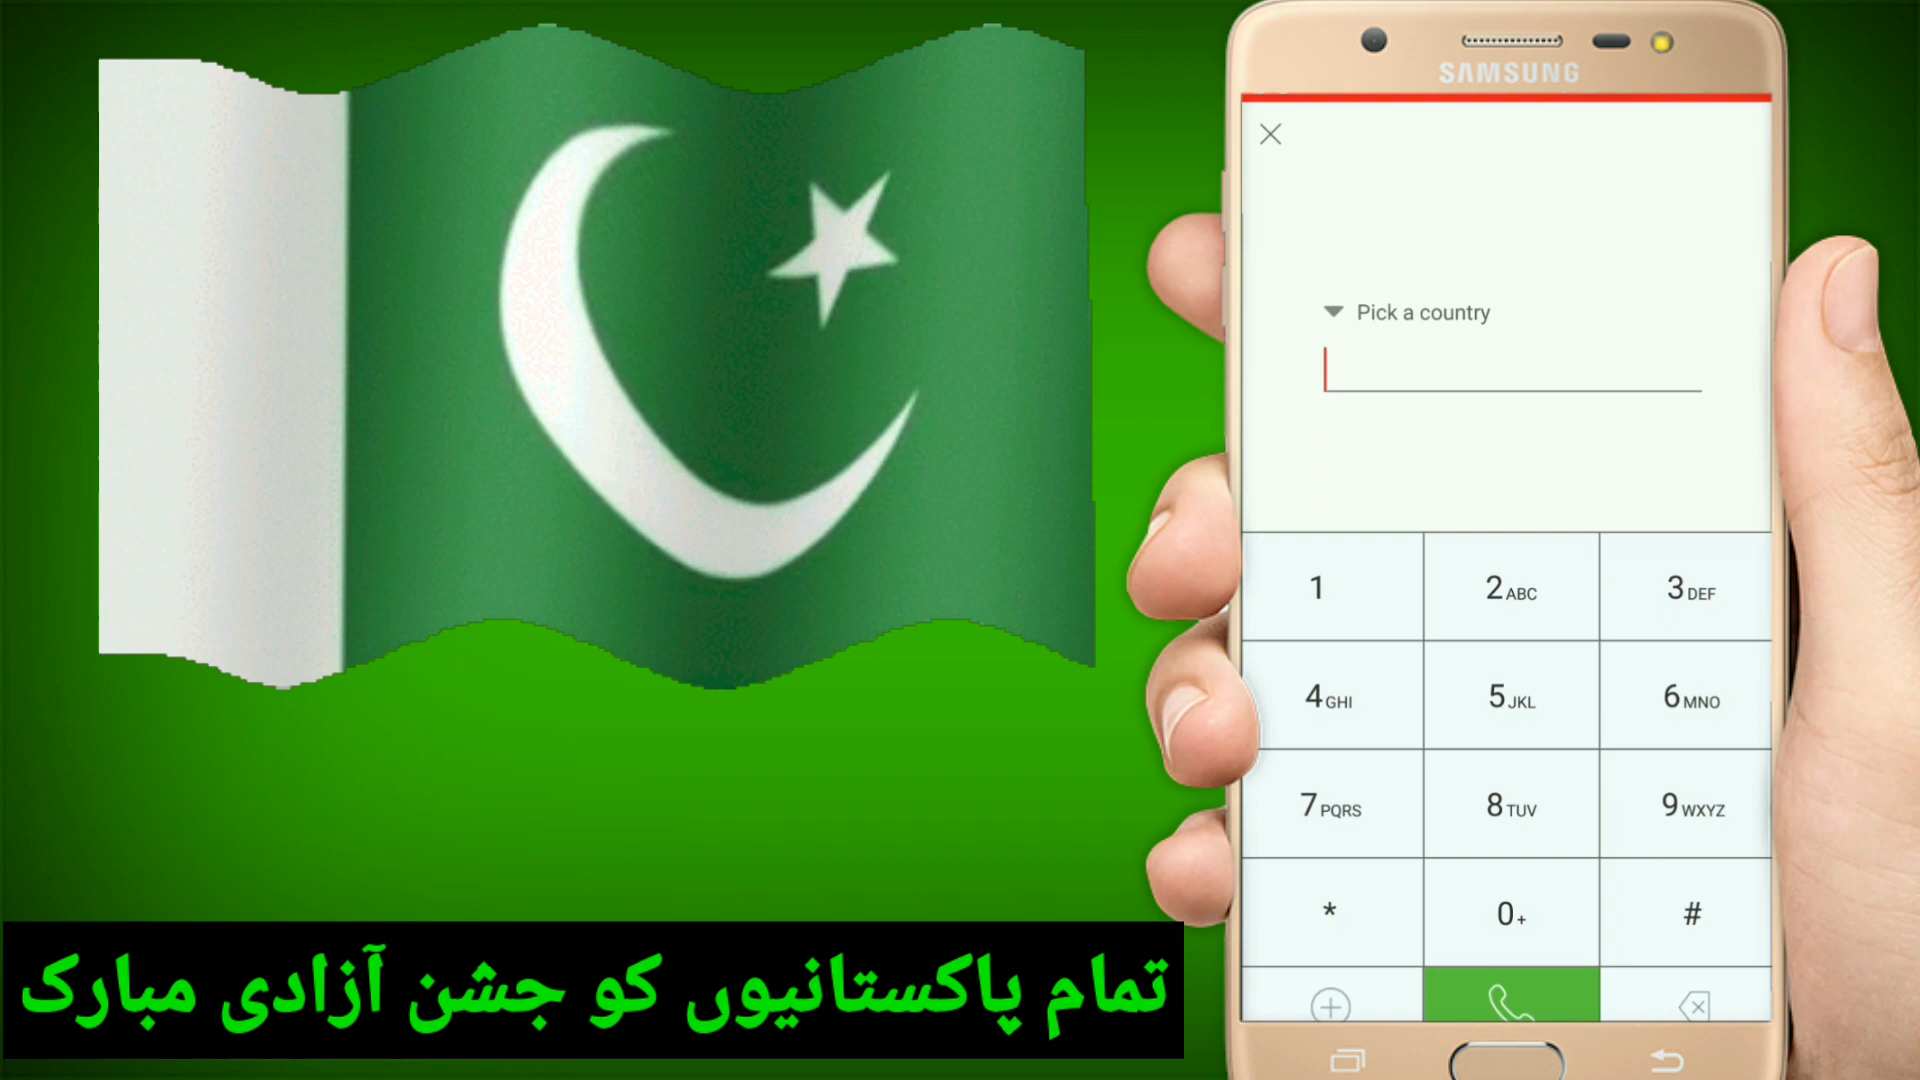 SAMSUNG
Pick a country
1
2 ABC
3 DEF
4 GHI
5 JKL
6 MNO
7 PQRS
8 TUV
9 WXYZ
*
0 +
#
تمام پاکستانیوں کو جشن آزادی مبارک